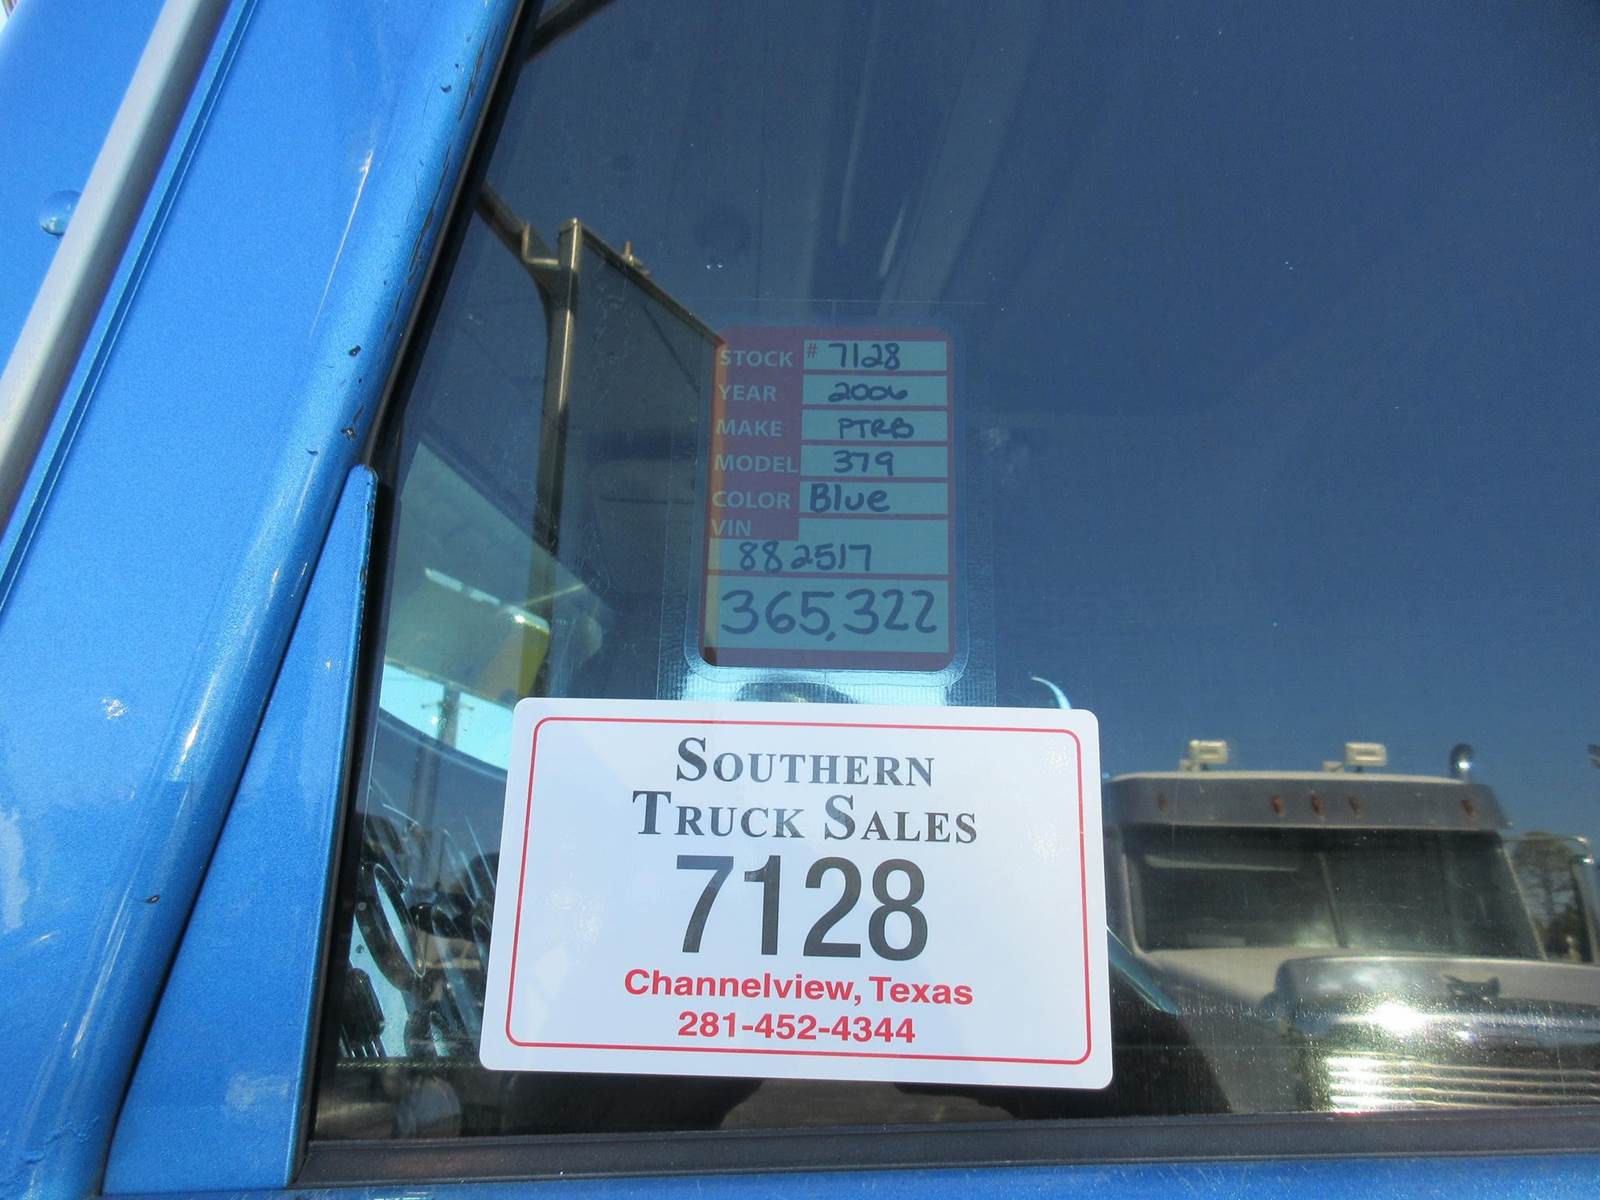 STOCK # 7128
YEAR 2006
MAKE PTRB
MODEL 379
COLOR Blue
VIN
882517
365,322
SOUTHERN
TRUCK SALES
7128
Channelview, Texas
281-452-4344